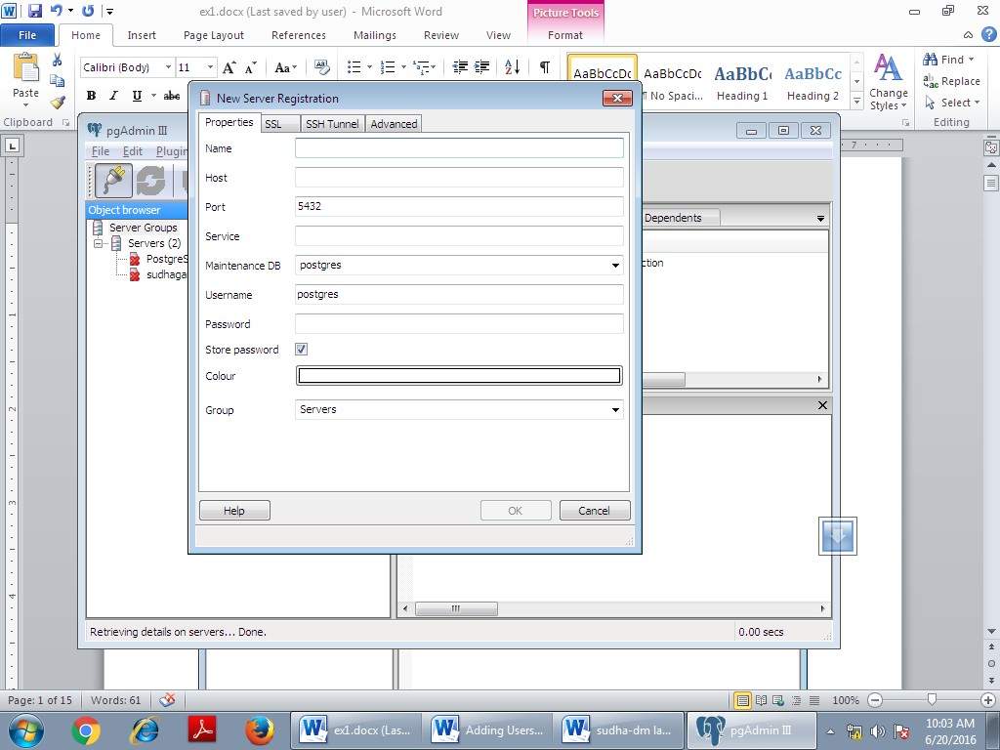 ex1.docx (Last saved by user) - Microsoft Word
Picture Tools
File Home Insert Page Layout References Mailings Review View Format
Calibri (Body) 11
Paste
Clipboard
B I U abc
AaBbCcDc AaBbCcDc AaBbC AaBbCc
¶ No Spaci... Heading 1 Heading 2
Change
Styles
Find
Replace
Select
Editing
pgAdmin III
File Edit Plugin
Object browser
Server Groups
Servers (2)
PostgreS
sudhaga
New Server Registration
Properties SSL SSH Tunnel Advanced
Name
Host
Port 5432
Service
Maintenance DB postgres
Username postgres
Password
Store password
Colour
Group Servers
Help OK Cancel
Dependents
ction
Retrieving details on servers... Done. 0.00 secs
Page: 1 of 15 Words: 61 100%
ex1.docx (Las... Adding Users... sudha-dm la... pgAdmin III
10:03 AM
6/20/2016